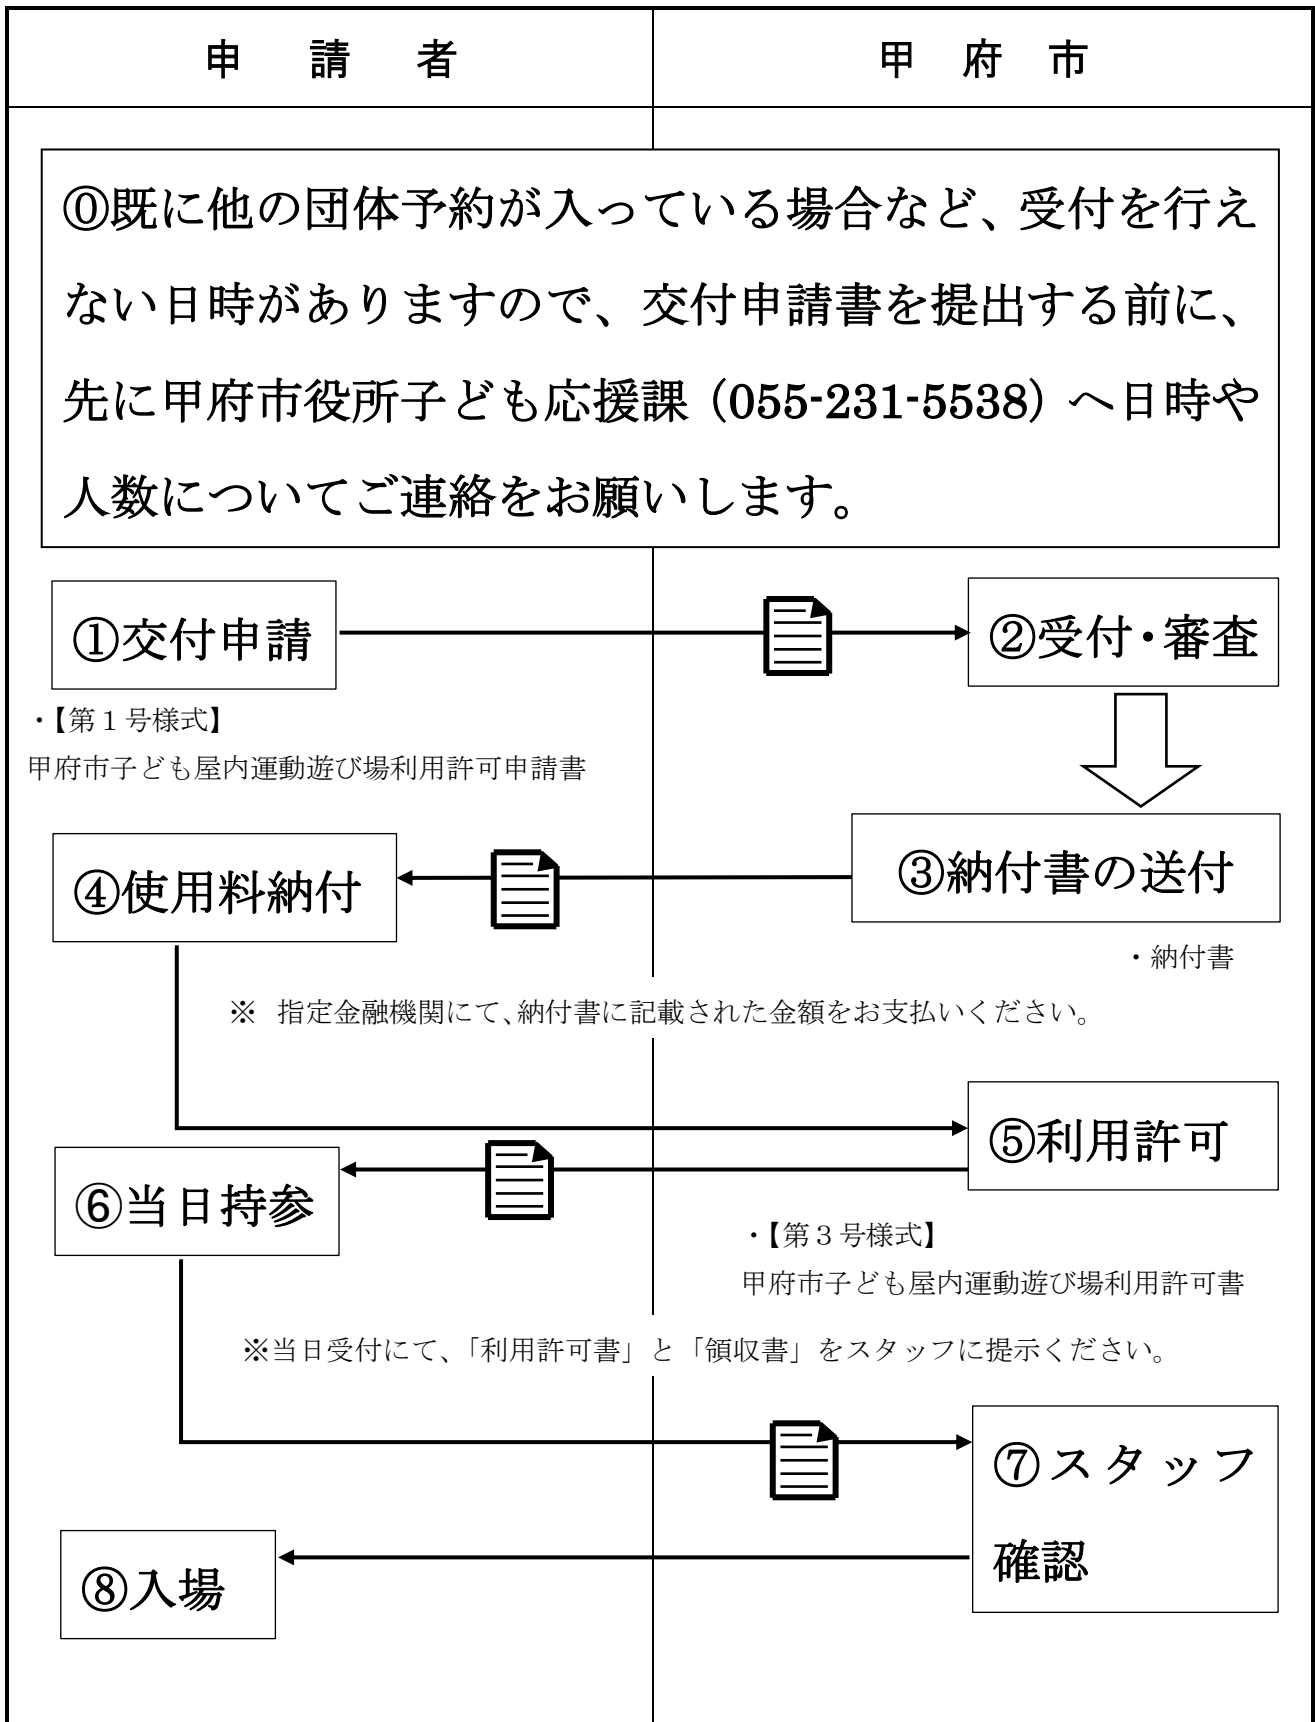 申請者
甲府市
⓪既に他の団体予約が入っている場合など、受付を行え
ない日時がありますので、交付申請書を提出する前に、
先に甲府市役所子ども応援課（055-231-5538）へ日時や
人数についてご連絡をお願いします。
①交付申請
②受付・審査
・【第１号様式】
甲府市子ども屋内運動遊び場利用許可申請書
③納付書の送付
④使用料納付
・納付書
※ 指定金融機関にて、納付書に記載された金額をお支払いください。
⑤利用許可
⑥当日持参
・【第３号様式】
甲府市子ども屋内運動遊び場利用許可書
※当日受付にて、「利用許可書」と「領収書」をスタッフに提示ください。
⑦スタッフ
確認
⑧入場